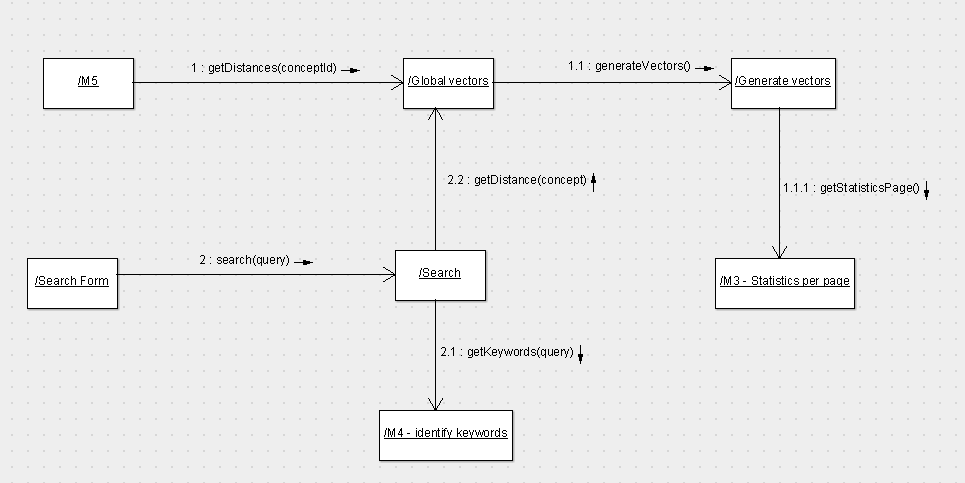 1 : getDistances(conceptId)
1.1 : generateVectors()
/M5
/Global vectors
/Generate vectors
2.2 : getDistance(concept)
1.1.1 : getStatisticsPage()
2 : search(query)
/Search Form
/Search
/M3 - Statistics per page
2.1 : getKeywords(query)
/M4 - identify keywords